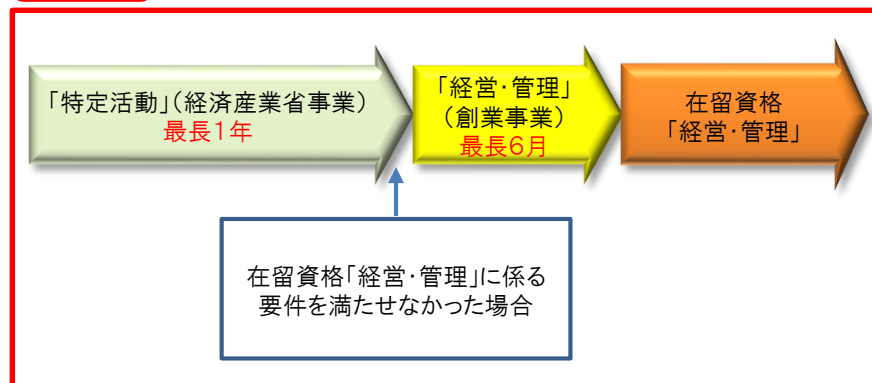 「特定活動」(経済産業省事業)
最長1年
「経営・管理」
(創業事業)
最長6月
在留資格
「経営・管理」
在留資格「経営・管理」に係る
要件を満たせなかった場合